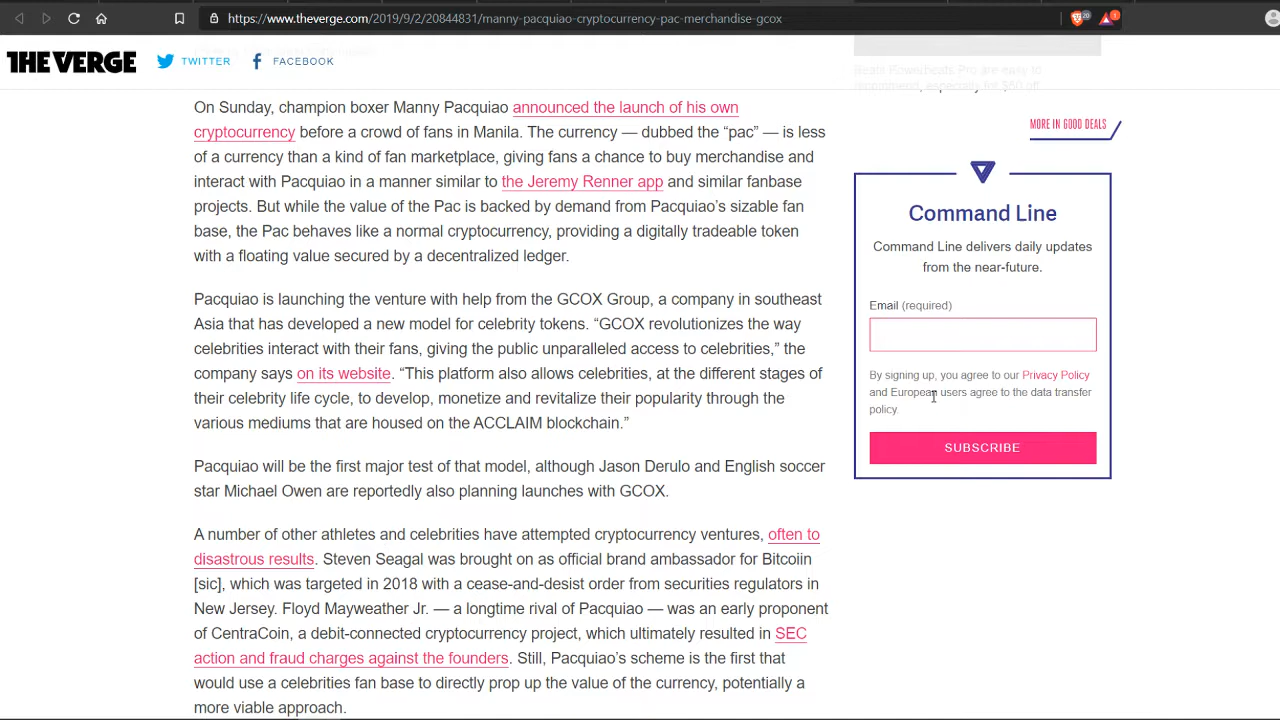 https://www.theverge.com/2019/9/2/20844831/manny-pacquiao-cryptocurrency-pac-merchandise-gcox
20
1
THE VERGE
TWITTER
FACEBOOK
On Sunday, champion boxer Manny Pacquiao announced the launch of his own
cryptocurrency before a crowd of fans in Manila. The currency — dubbed the “pac” — is less
of a currency than a kind of fan marketplace, giving fans a chance to buy merchandise and
interact with Pacquiao in a manner similar to the Jeremy Renner app and similar fanbase
projects. But while the value of the Pac is backed by demand from Pacquiao’s sizable fan
base, the Pac behaves like a normal cryptocurrency, providing a digitally tradeable token
with a floating value secured by a decentralized ledger.
Pacquiao is launching the venture with help from the GCOX Group, a company in southeast
Asia that has developed a new model for celebrity tokens. “GCOX revolutionizes the way
celebrities interact with their fans, giving the public unparalleled access to celebrities,” the
company says on its website. “This platform also allows celebrities, at the different stages of
their celebrity life cycle, to develop, monetize and revitalize their popularity through the
various mediums that are housed on the ACCLAIM blockchain.”
Pacquiao will be the first major test of that model, although Jason Derulo and English soccer
star Michael Owen are reportedly also planning launches with GCOX.
A number of other athletes and celebrities have attempted cryptocurrency ventures, often to
disastrous results. Steven Seagal was brought on as official brand ambassador for Bitcoiin
[sic], which was targeted in 2018 with a cease-and-desist order from securities regulators in
New Jersey. Floyd Mayweather Jr. — a longtime rival of Pacquiao — was an early proponent
of CentraCoin, a debit-connected cryptocurrency project, which ultimately resulted in SEC
action and fraud charges against the founders. Still, Pacquiao’s scheme is the first that
would use a celebrities fan base to directly prop up the value of the currency, potentially a
more viable approach.
Beats Powerbeats Pro are easy to
recommend, especially for $60 off
MORE IN GOOD DEALS
Command Line
Command Line delivers daily updates
from the near-future.
Email (required)
By signing up, you agree to our Privacy Policy
and European users agree to the data transfer
policy.
SUBSCRIBE